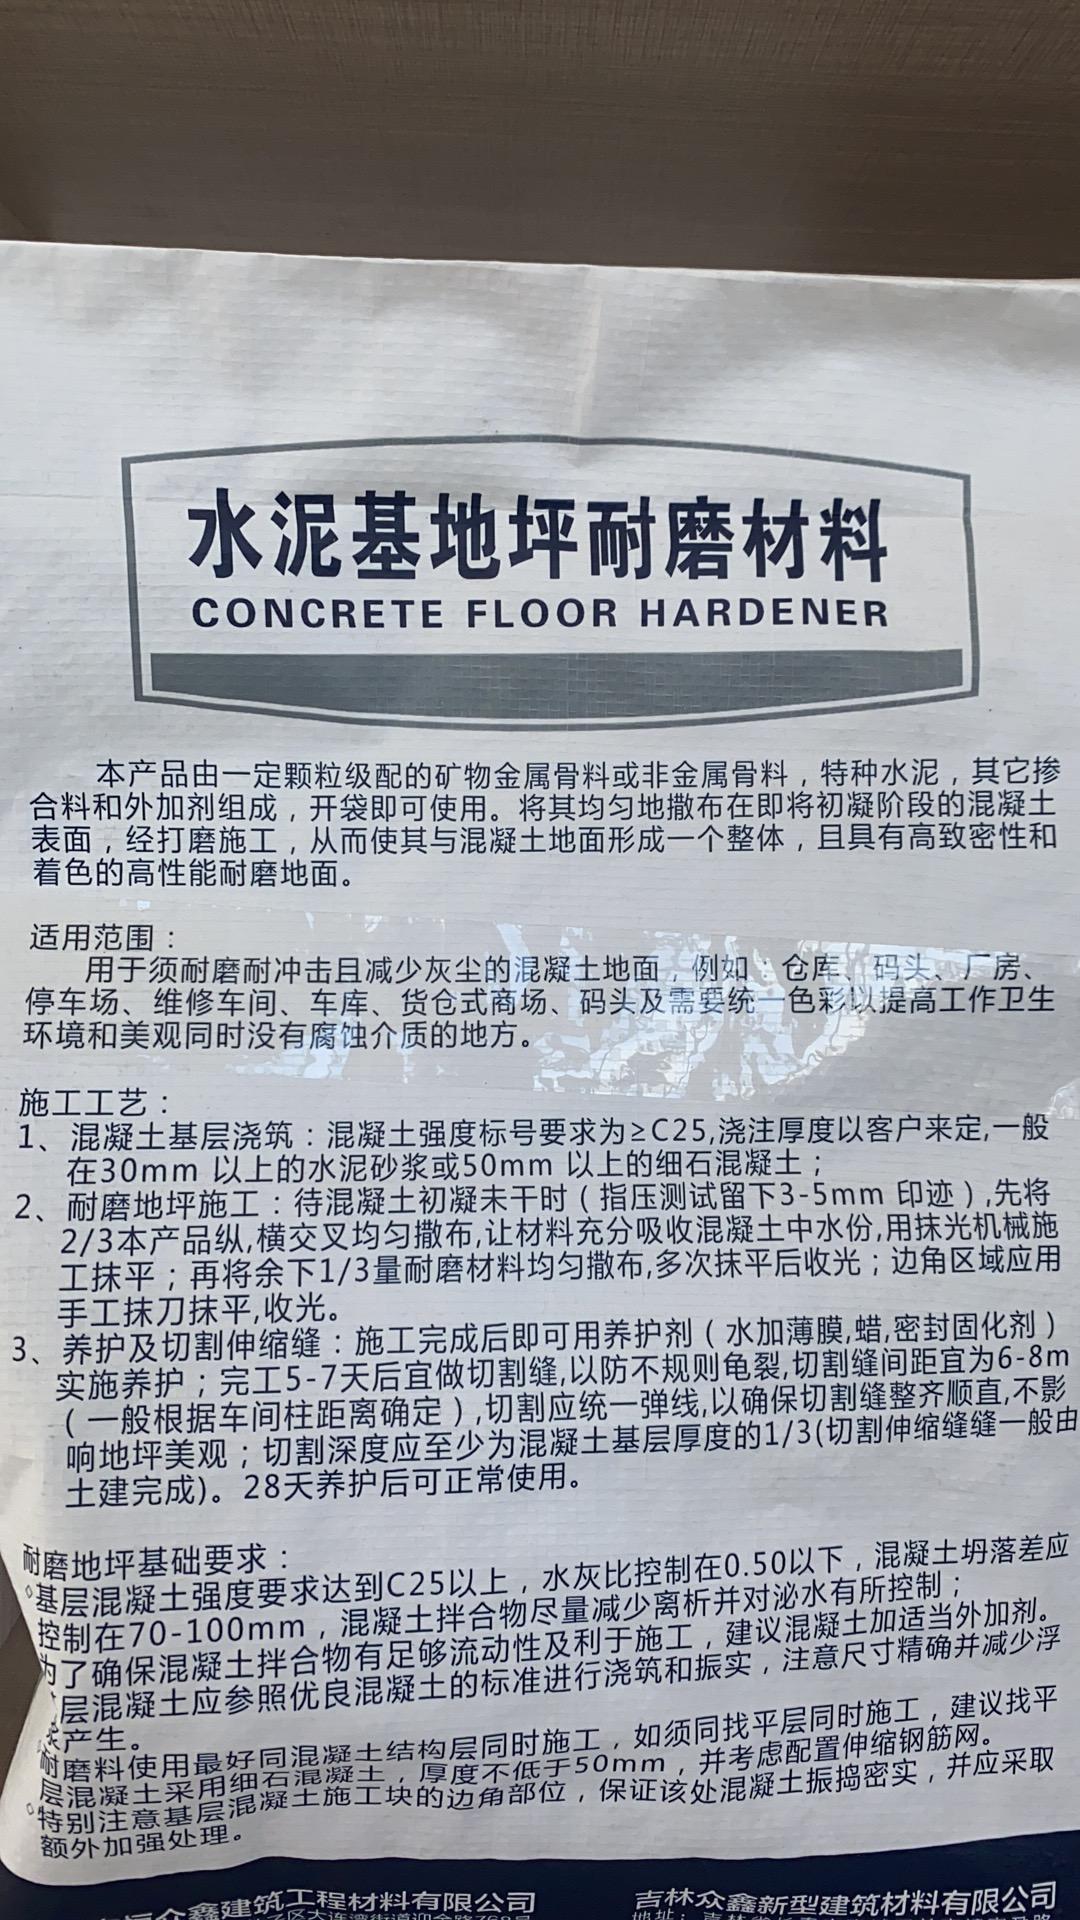 水泥基地坪耐磨材料
CONCRETE FLOOR HARDENER
本产品由一定颗粒级配的矿物金属骨料或非金属骨料，特种水泥，其它掺
合料和外加剂组成，开袋即可使用。将其均匀地撒布在即将初凝阶段的混凝土
表面，经打磨施工，从而使其与混凝土地面形成一个整体，且具有高致密性和
着色的高性能耐磨地面。
适用范围：
用于须耐磨耐冲击且减少灰尘的混凝土地面，例如 仓库、码头、厂房、
停车场、维修车间、车库、货仓式商场、码头及需要统一色彩以提高工作卫生
环境和美观同时没有腐蚀介质的地方。
施工工艺：
1、混凝土基层浇筑：混凝土强度标号要求为≥C25,浇注厚度以客户来定,一般
在30mm 以上的水泥砂浆或50mm 以上的细石混凝土；
2、耐磨地坪施工：待混凝土初凝未干时（指压测试留下3-5mm 印迹）,先将
2/3本产品纵,横交叉均匀撒布,让材料充分吸收混凝土中水份,用抹光机械施
工抹平；再将余下1/3量耐磨材料均匀撒布,多次抹平后收光；边角区域应用
手工抹刀抹平,收光。
3、养护及切割伸缩缝：施工完成后即可用养护剂（水加薄膜,蜡,密封固化剂）
实施养护；完工5-7天后宜做切割缝,以防不规则龟裂,切割缝间距宜为6-8m
（一般根据车间柱距离确定）,切割应统一弹线,以确保切割缝整齐顺直,不影
响地坪美观；切割深度应至少为混凝土基层厚度的1/3(切割伸缩缝缝一般由
土建完成)。28天养护后可正常使用。
耐磨地坪基础要求：
◇基层混凝土强度要求达到C25以上，水灰比控制在0.50以下，混凝土坍落差应
控制在70-100mm，混凝土拌合物尽量减少离析并对泌水有所控制；
为了确保混凝土拌合物有足够流动性及利于施工，建议混凝土加适当外加剂。
层混凝土应参照优良混凝土的标准进行浇筑和振实，注意尺寸精确并减少浮
浆产生。
耐磨料使用最好同混凝土结构层同时施工，如须同找平层同时施工，建议找平
层混凝土采用细石混凝土，厚度不低于50mm，并考虑配置伸缩钢筋网。
◇特别注意基层混凝土施工块的边角部位，保证该处混凝土振捣密实，并应采取
额外加强处理。
众鑫建筑工程材料有限公司
吉林众鑫新型建筑材料有限公司